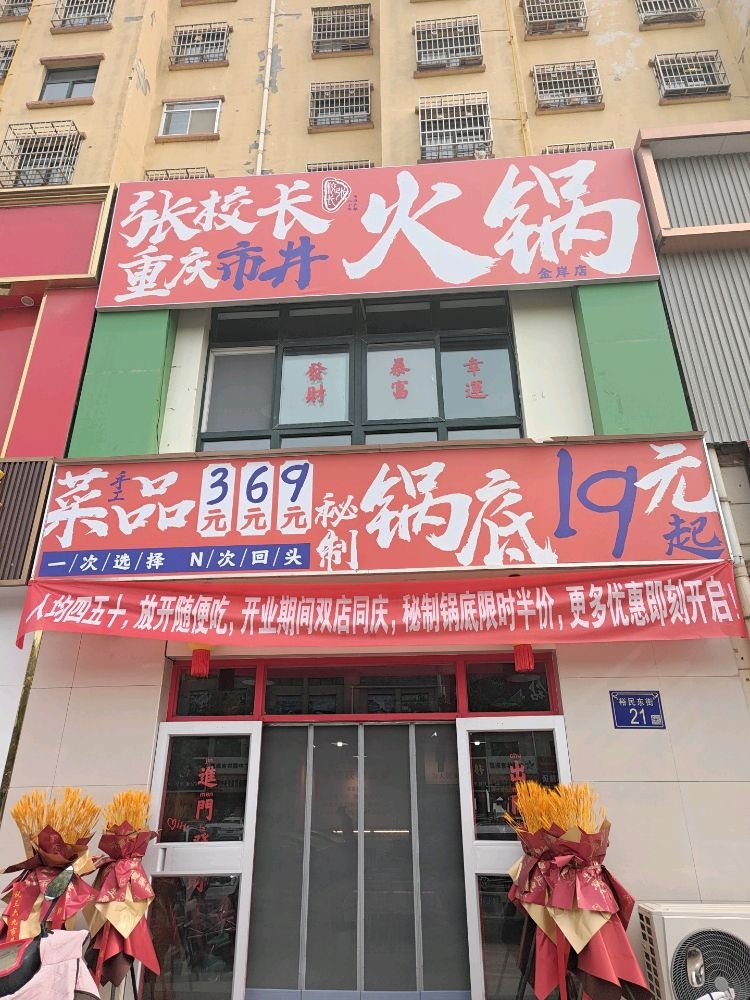 张校长
重庆市井
火锅
金岸店
發財
暴富
幸運
手工
菜品
3元 6元 9元
秘制
锅底
19元起
一/次/选/择 N/次/回/头
人均四五十，放开随便吃，开业期间双店同庆，秘制锅底限时半价，更多优惠即刻开启！
裕民东街
21
進門
men
出
chu